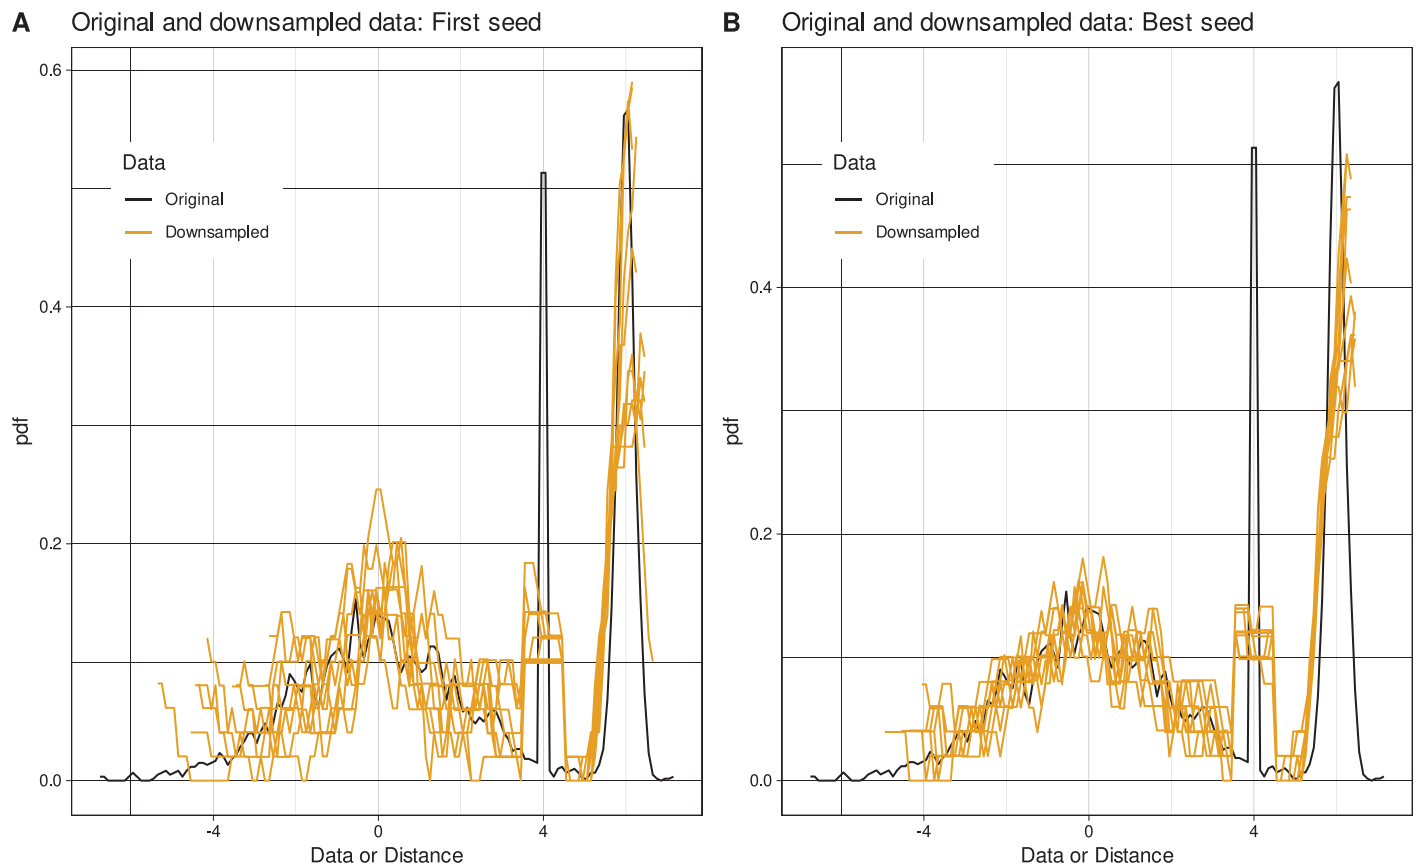 A Original and downsampled data: First seed
0.6
0.4
0.2
0.0
pdf
Data
Original
Downsampled
-4 0 4
Data or Distance
B Original and downsampled data: Best seed
0.4
0.2
0.0
pdf
Data
Original
Downsampled
-4 0 4
Data or Distance